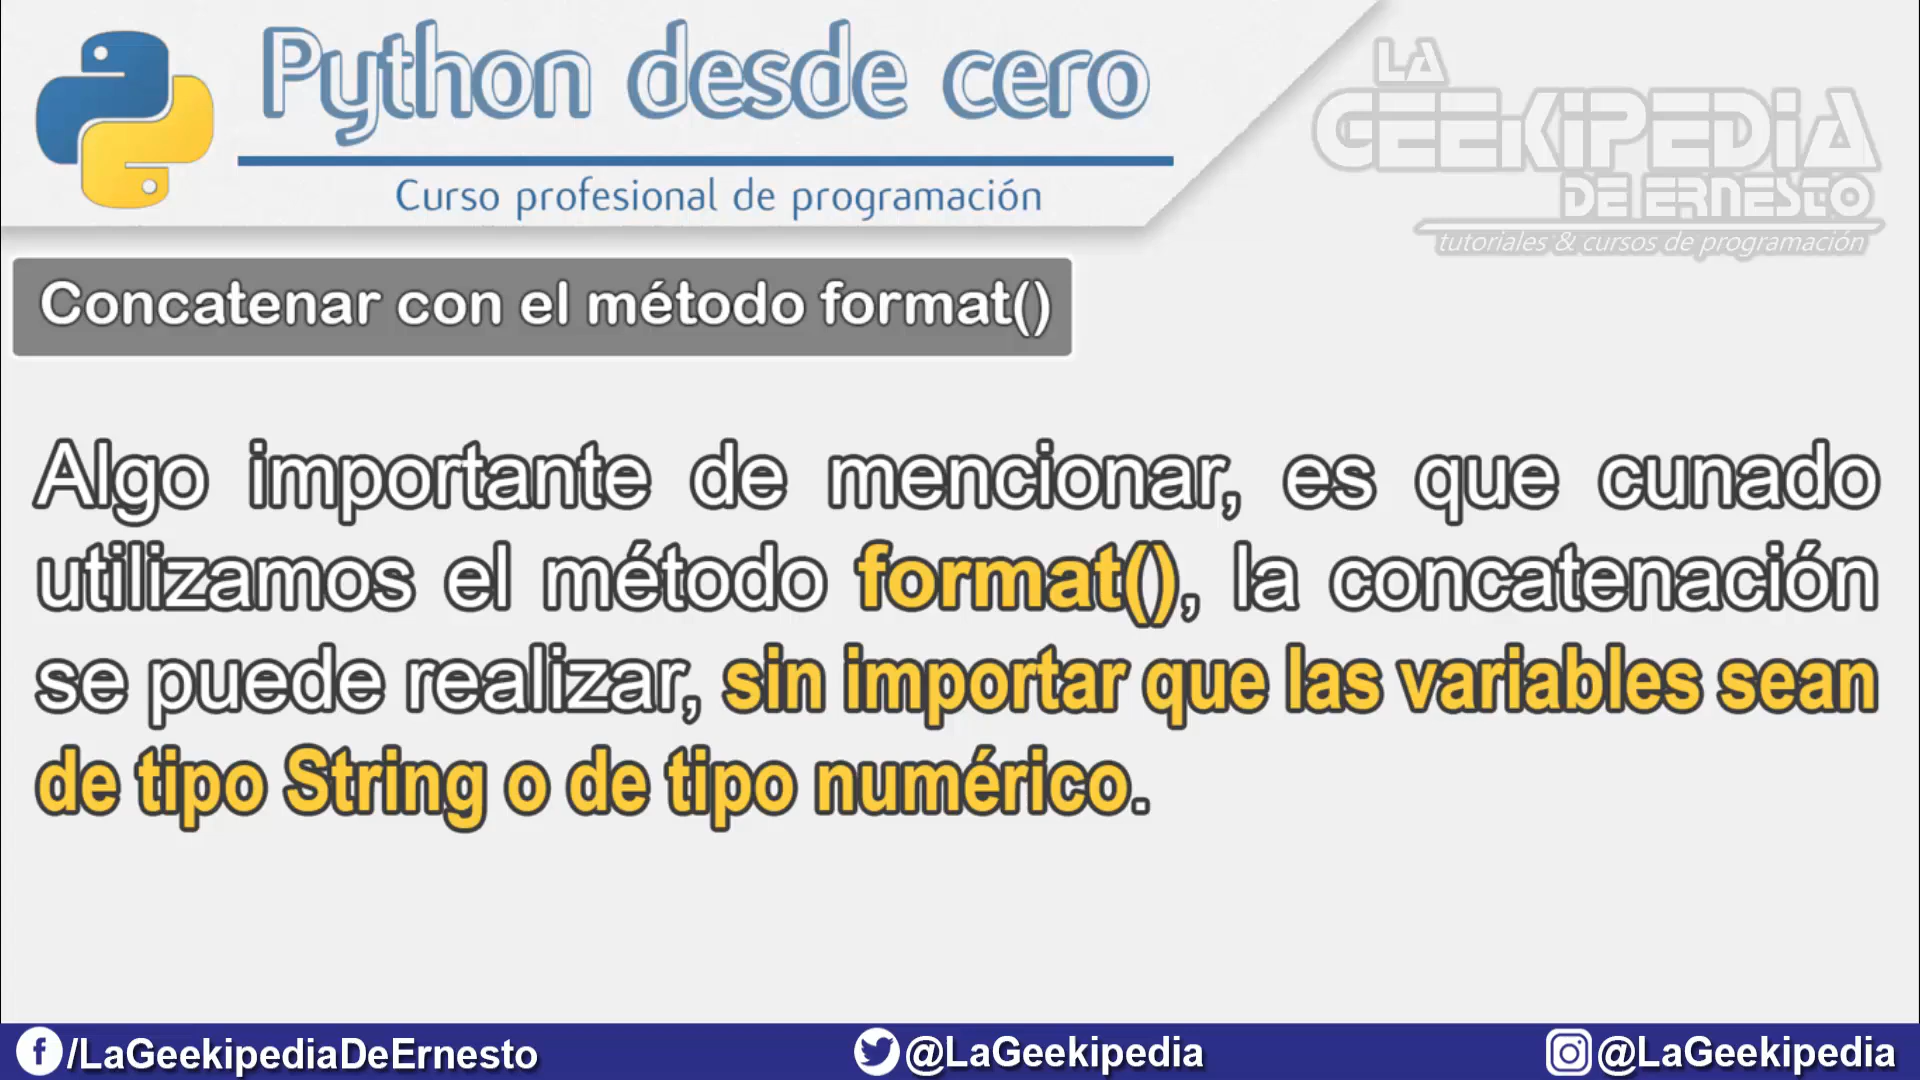 Python desde cero
Curso profesional de programación
LA
GEEKIPEDIA
DE ERNESTO
tutoriales & cursos de programación
Concatenar con el método format()
Algo importante de mencionar, es que cunado
utilizamos el método format(), la concatenación
se puede realizar, sin importar que las variables sean
de tipo String o de tipo numérico.
/LaGeekipediaDeErnesto
@LaGeekipedia
@LaGeekipedia